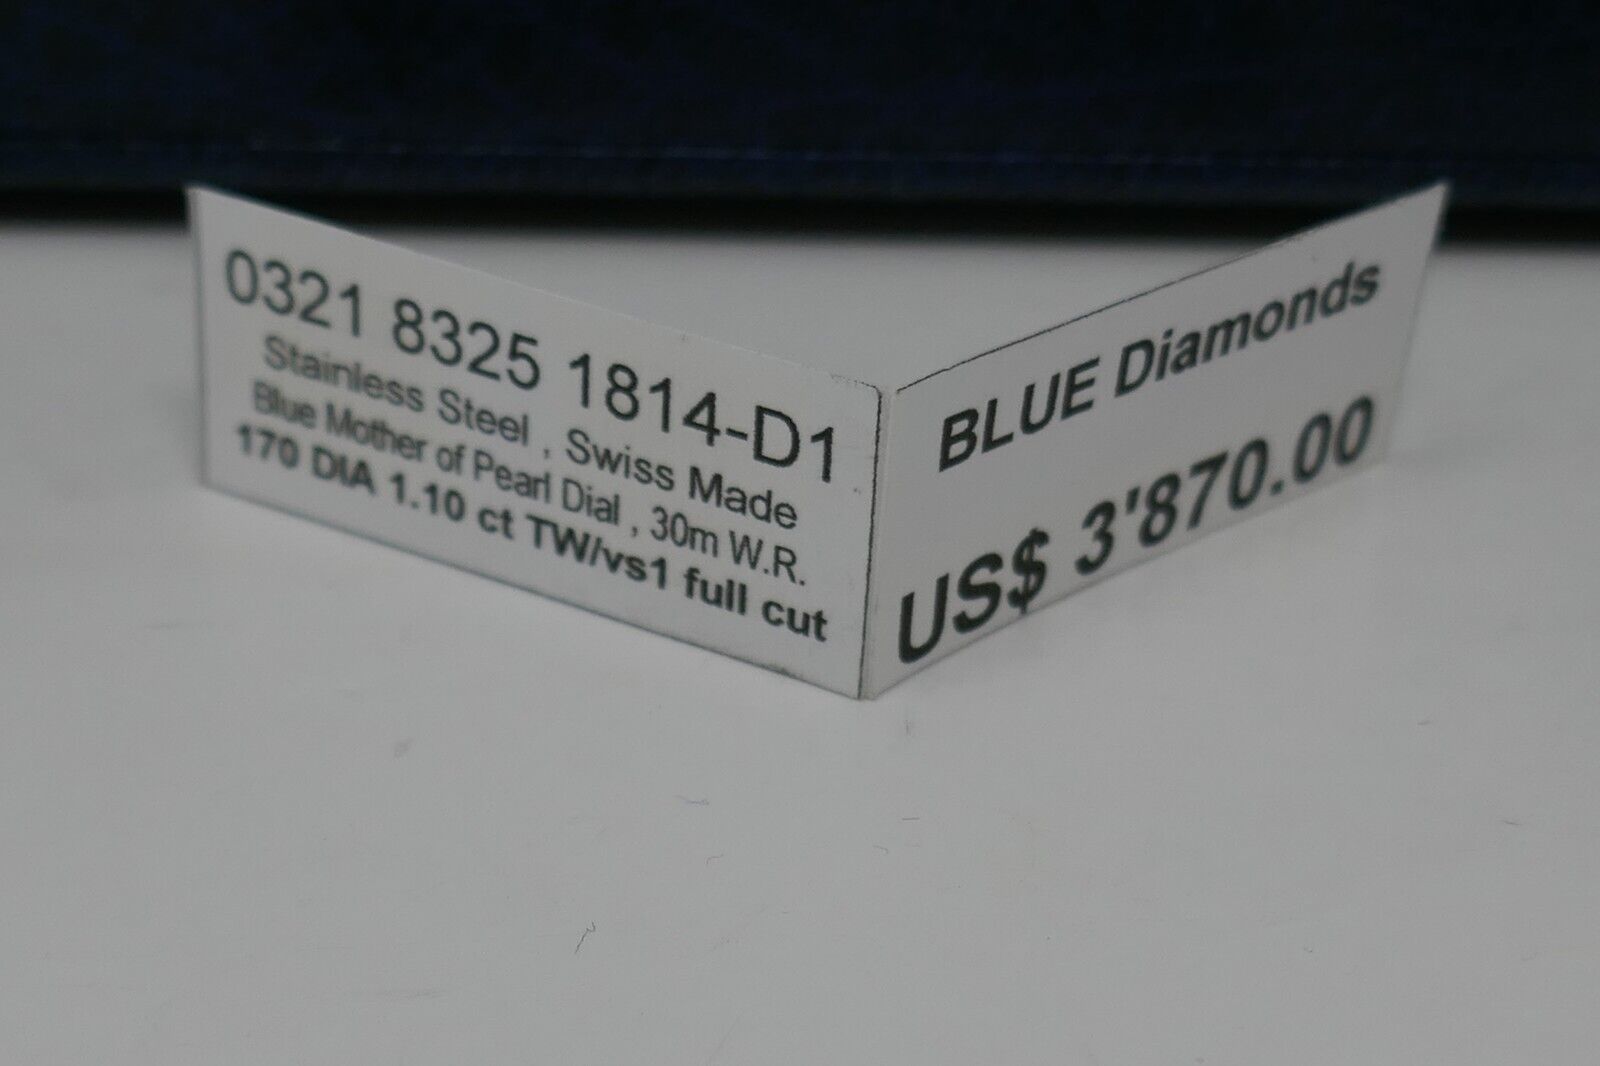 0321 8325 1814-D1
Stainless Steel , Swiss Made
Blue Mother of Pearl Dial , 30m W.R.
170 DIA 1.10 ct TW/vs1 full cut
BLUE Diamonds
US$ 3'870.00